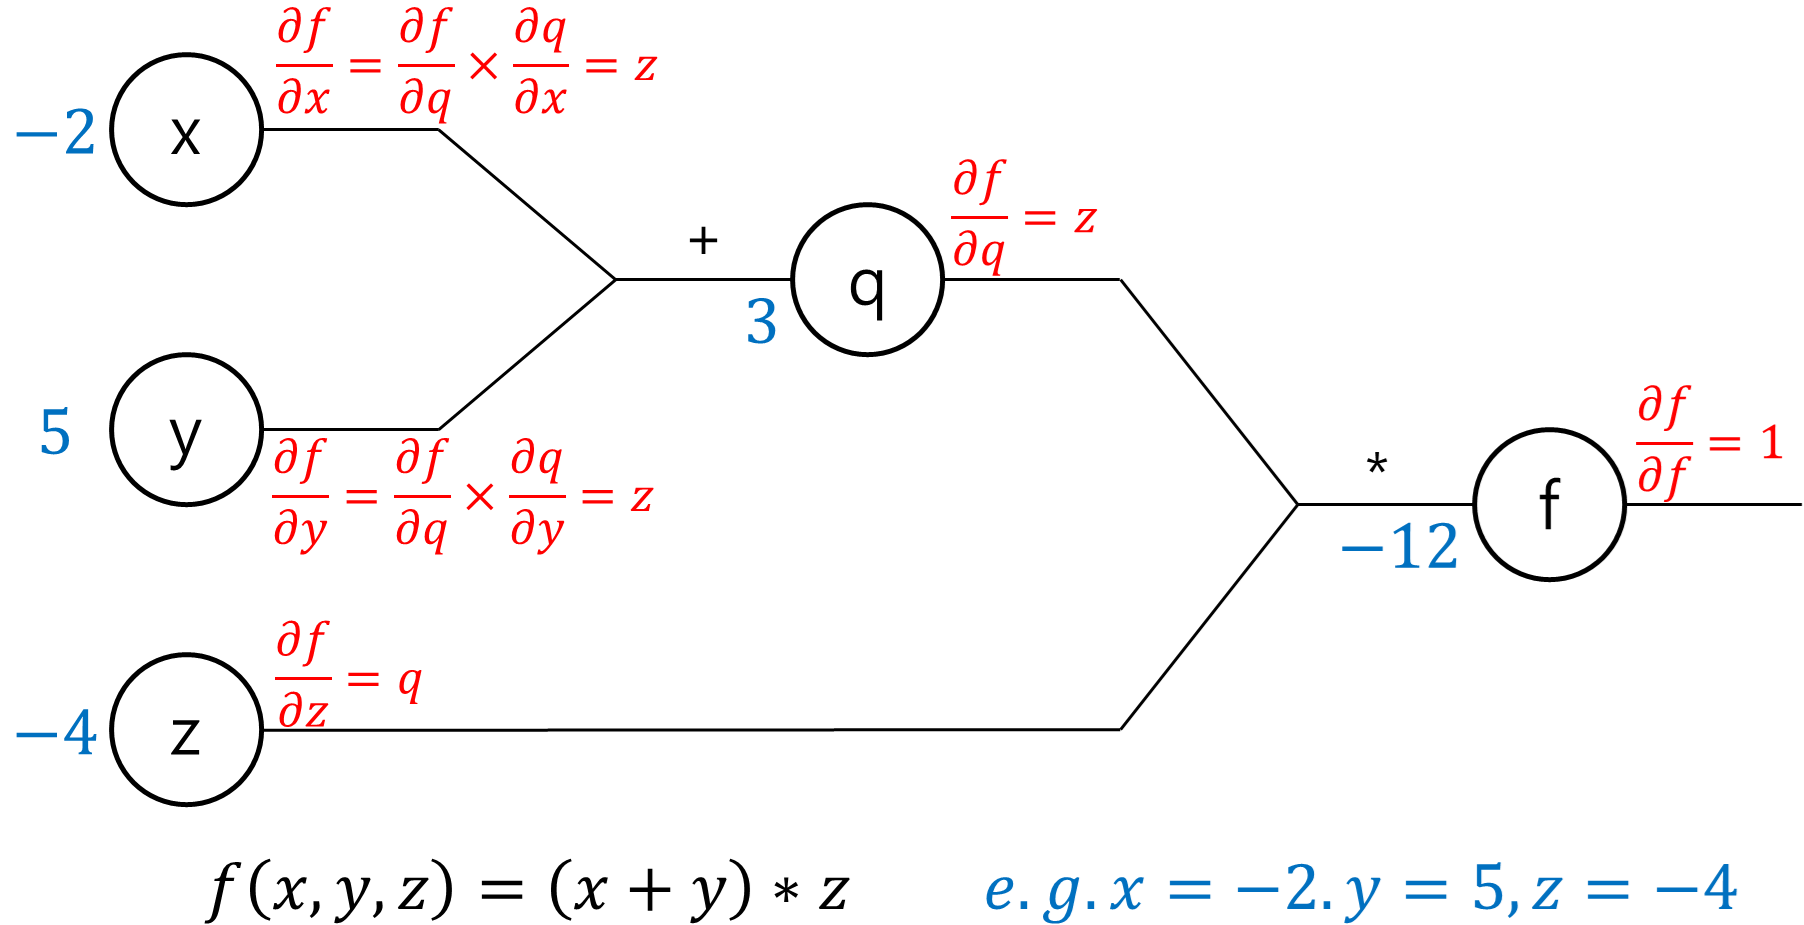 ∂f/∂x = ∂f/∂q × ∂q/∂x = z
−2
x
∂f/∂q = z
+
q
3
5
y
∂f/∂y = ∂f/∂q × ∂q/∂y = z
∂f/∂f = 1
*
f
−12
∂f/∂z = q
−4
z
f(x, y, z) = (x + y) * z
e.g. x = −2. y = 5, z = −4